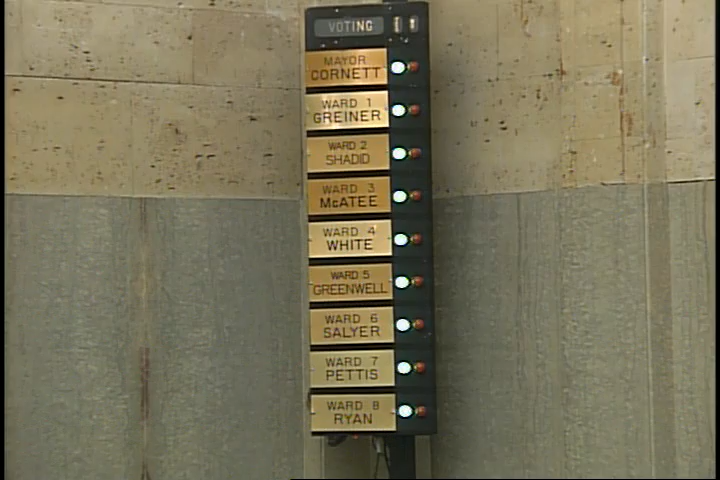 VOTING
MAYOR
CORNETT
WARD 1
GREINER
WARD 2
SHADID
WARD 3
McATEE
WARD 4
WHITE
WARD 5
GREENWELL
WARD 6
SALYER
WARD 7
PETTIS
WARD 8
RYAN